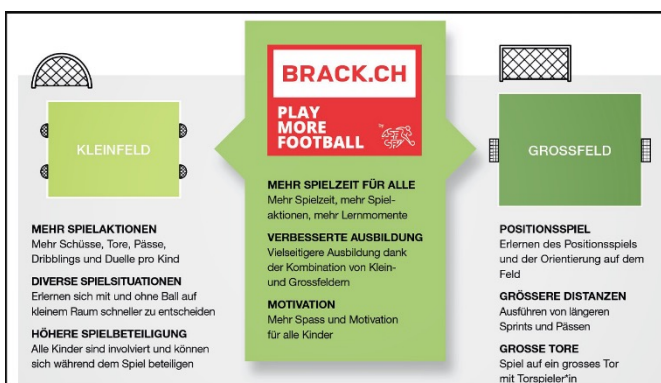 KLEINFELD
MEHR SPIELAKTIONEN
Mehr Schüsse, Tore, Pässe,
Dribblings und Duelle pro Kind
DIVERSE SPIELSITUATIONEN
Erlernen sich mit und ohne Ball auf
kleinem Raum schneller zu entscheiden
HÖHERE SPIELBETEILIGUNG
Alle Kinder sind involviert und können
sich während dem Spiel beteiligen
BRACK.CH
PLAY
MORE
FOOTBALL
MEHR SPIELZEIT FÜR ALLE
Mehr Spielzeit, mehr Spiel-
aktionen, mehr Lernmomente
VERBESSERTE AUSBILDUNG
Vielseitigere Ausbildung dank
der Kombination von Klein-
und Grossfeldern
MOTIVATION
Mehr Spass und Motivation
für alle Kinder
GROSSFELD
POSITIONSSPIEL
Erlernen des Positionsspiels
und der Orientierung auf dem
Feld
GRÖSSERE DISTANZEN
Ausführen von längeren
Sprints und Pässen
GROSSE TORE
Spiel auf ein grosses Tor
mit Torspieler*in